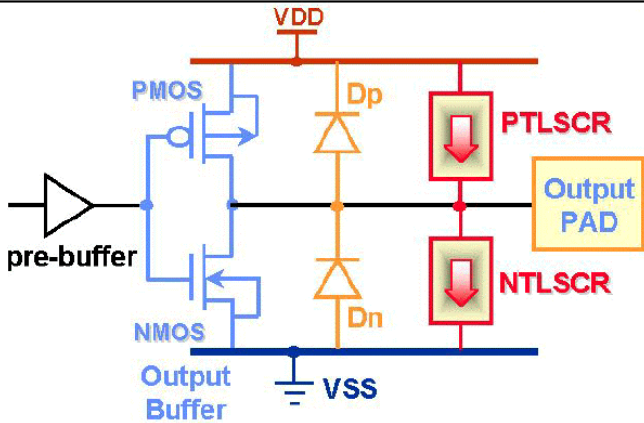 VDD
PMOS
Dp
PTLSCR
Output
PAD
pre-buffer
NTLSCR
NMOS
Dn
Output
Buffer
VSS